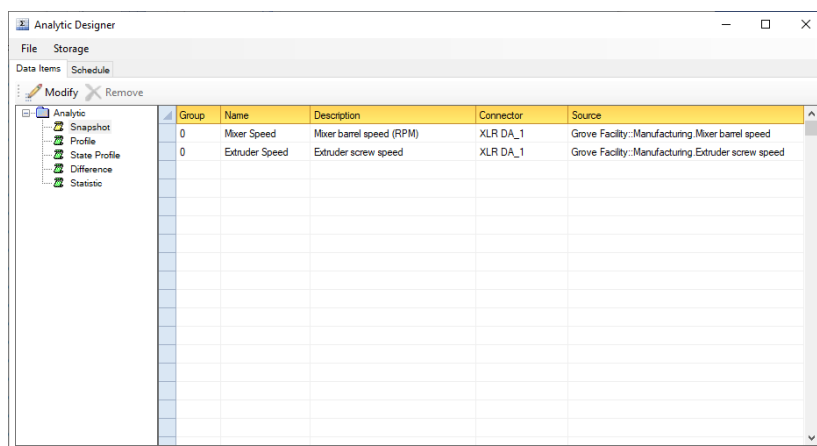 Analytic Designer
File Storage
Data Items Schedule
Modify Remove
Analytic
Snapshot
Profile
State Profile
Difference
Statistic
Group Name Description Connector Source
0 Mixer Speed Mixer barrel speed (RPM) XLR DA_1 Grove Facility::Manufacturing.Mixer barrel speed
0 Extruder Speed Extruder screw speed XLR DA_1 Grove Facility::Manufacturing.Extruder screw speed